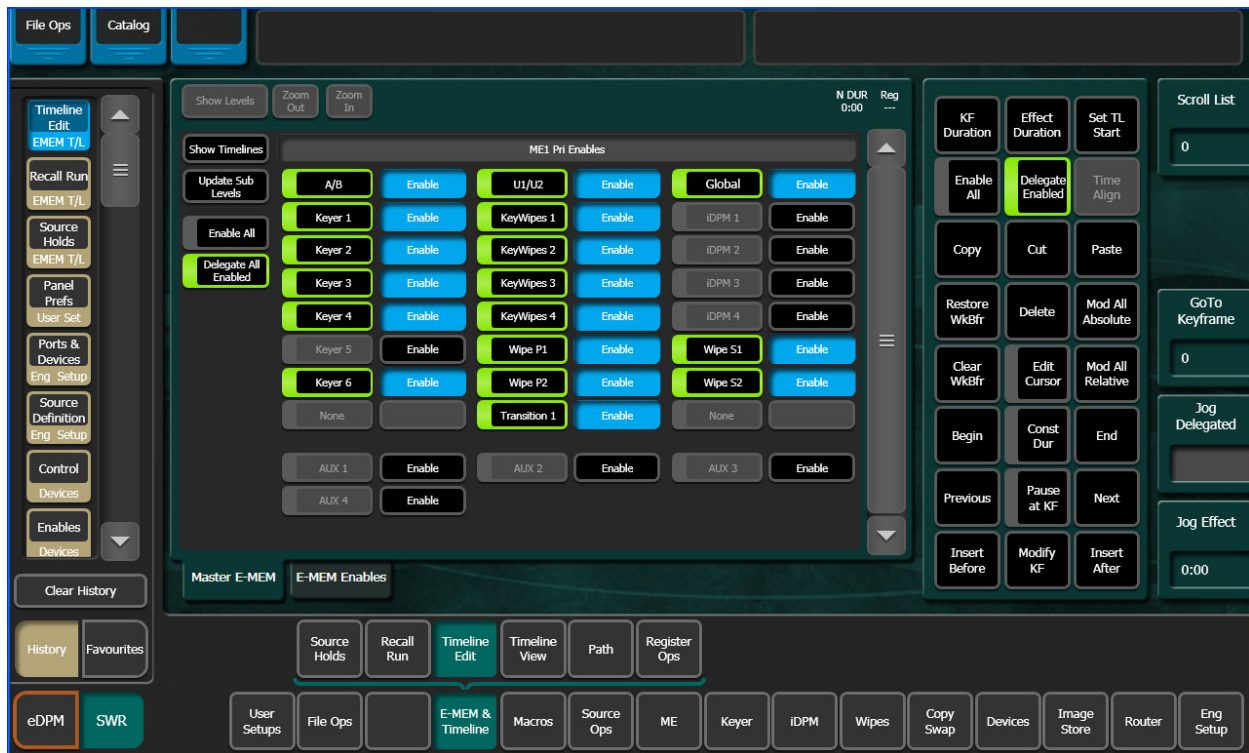 File Ops
Catalog
Timeline
Edit
EMEM T/L
Recall Run
EMEM T/L
Source
Holds
EMEM T/L
Panel
Prefs
User Set
Ports &
Devices
Eng Setup
Source
Definition
Eng Setup
Control
Devices
Enables
Devices
Clear History
History
Favourites
eDPM
SWR
Show Levels
Zoom
Out
Zoom
In
N DUR
0:00
Reg
---
Show Timelines
ME1 Pri Enables
Update Sub
Levels
Enable All
Delegate All
Enabled
A/B Enable U1/U2 Enable Global Enable
Keyer 1 Enable KeyWipes 1 Enable iDPM 1 Enable
Keyer 2 Enable KeyWipes 2 Enable iDPM 2 Enable
Keyer 3 Enable KeyWipes 3 Enable iDPM 3 Enable
Keyer 4 Enable KeyWipes 4 Enable iDPM 4 Enable
Keyer 5 Enable Wipe P1 Enable Wipe S1 Enable
Keyer 6 Enable Wipe P2 Enable Wipe S2 Enable
None Transition 1 Enable None
AUX 1 Enable AUX 2 Enable AUX 3 Enable
AUX 4 Enable
Master E-MEM
E-MEM Enables
KF
Duration
Effect
Duration
Set TL
Start
Enable
All
Delegate
Enabled
Time
Align
Copy
Cut
Paste
Restore
WkBfr
Delete
Mod All
Absolute
Clear
WkBfr
Edit
Cursor
Mod All
Relative
Begin
Const
Dur
End
Previous
Pause
at KF
Next
Insert
Before
Modify
KF
Insert
After
Scroll List
0
GoTo
Keyframe
0
Jog
Delegated
Jog Effect
0:00
Source
Holds
Recall
Run
Timeline
Edit
Timeline
View
Path
Register
Ops
User
Setups
File Ops
E-MEM &
Timeline
Macros
Source
Ops
ME
Keyer
iDPM
Wipes
Copy
Swap
Devices
Image
Store
Router
Eng
Setup